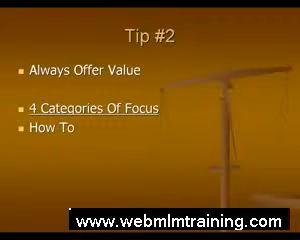 Tip #2
Always Offer Value
4 Categories Of Focus
How To
www.webmlmtraining.com